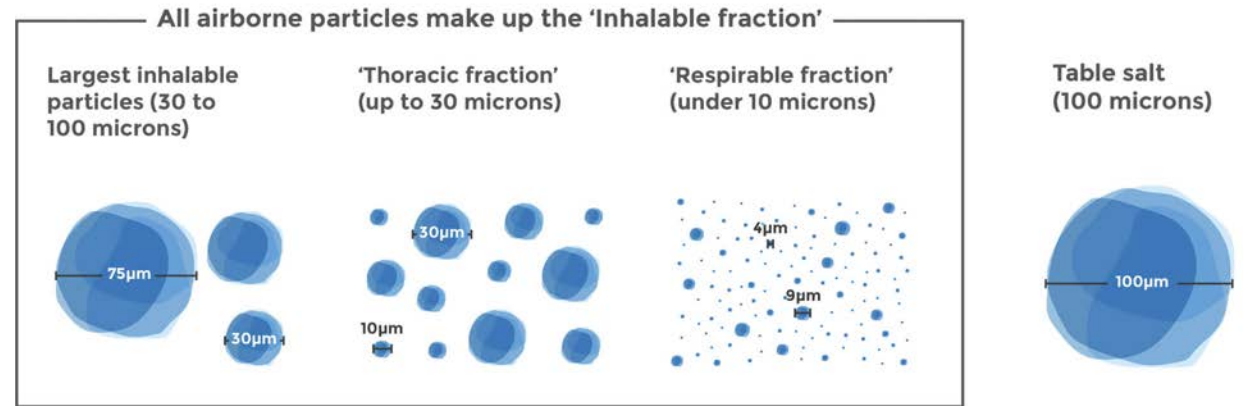 All airborne particles make up the ‘Inhalable fraction’
Largest inhalable
particles (30 to
100 microns)
‘Thoracic fraction’
(up to 30 microns)
‘Respirable fraction’
(under 10 microns)
Table salt
(100 microns)
75µm
30µm
30µm
10µm
4µm
9µm
100µm